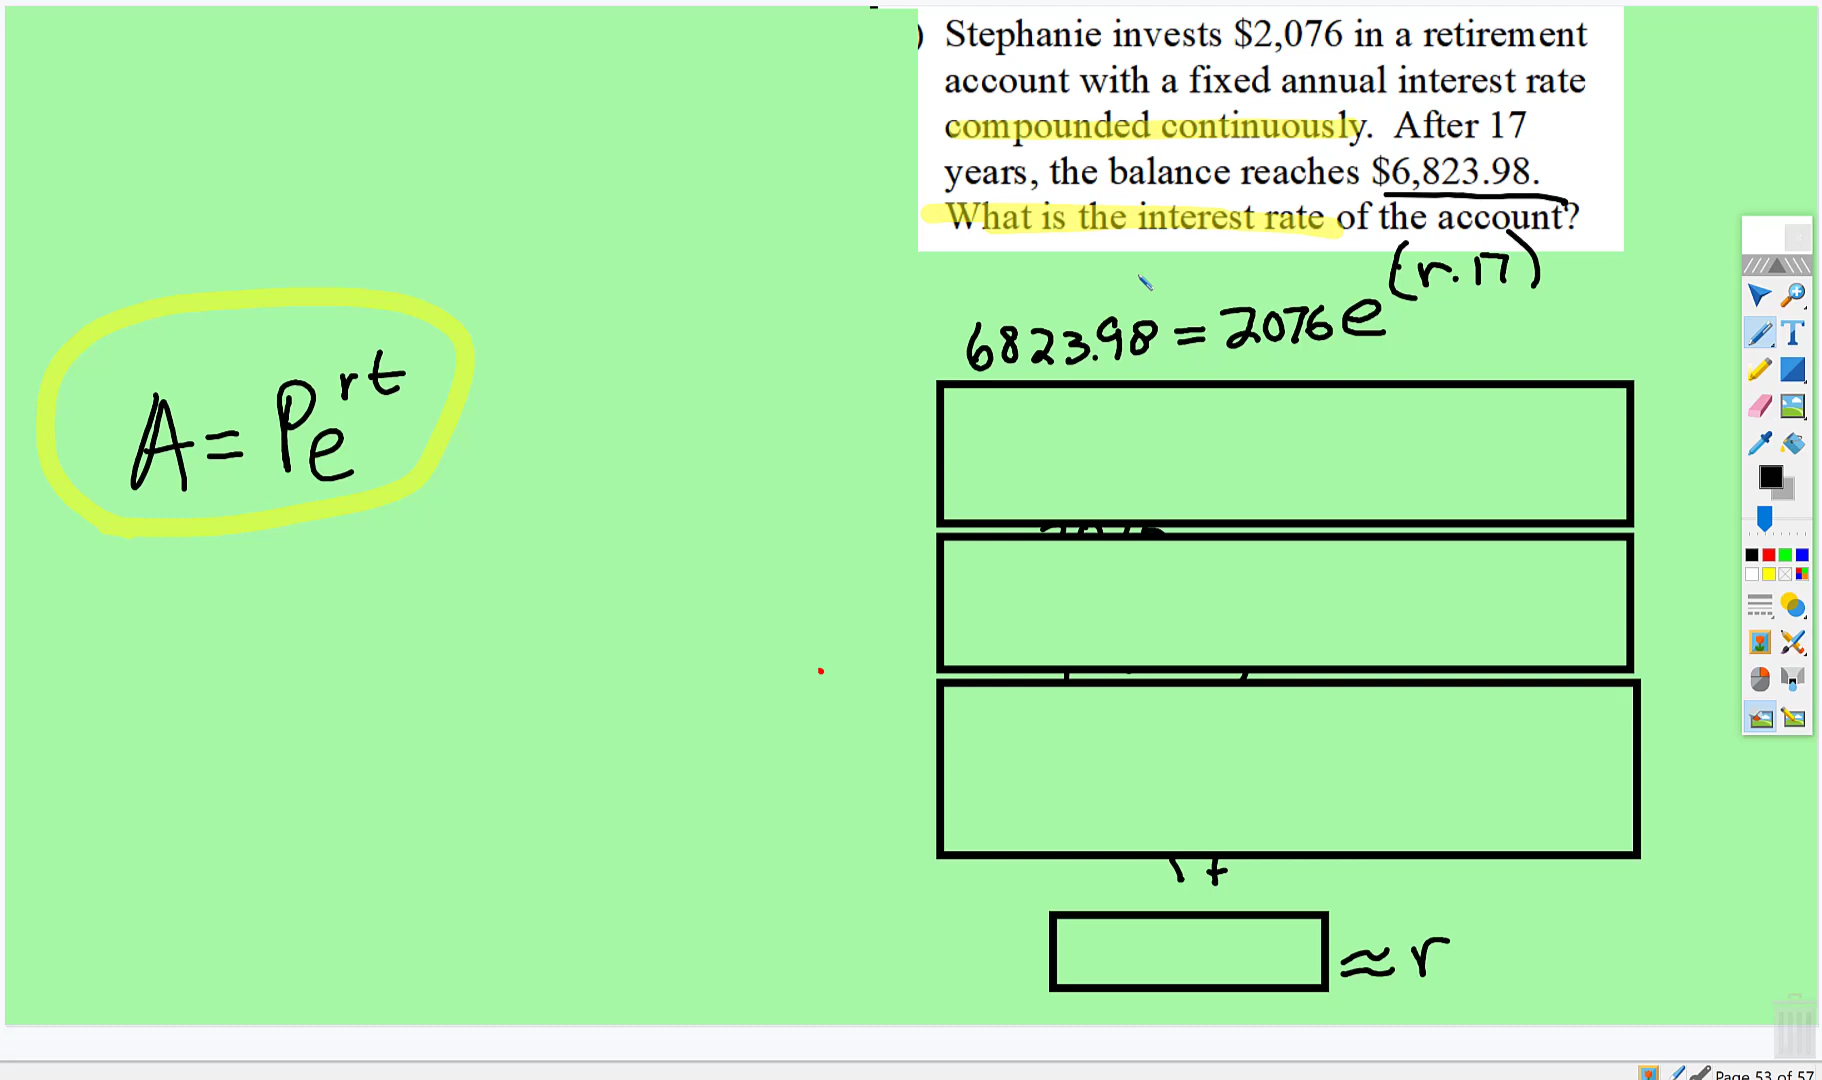 ) Stephanie invests $2,076 in a retirement
account with a fixed annual interest rate
compounded continuously. After 17
years, the balance reaches $6,823.98.
What is the interest rate of the account?
6823.98 = 2076e^(r·17)
A = Pe^rt
≈ r
Page 53 of 57